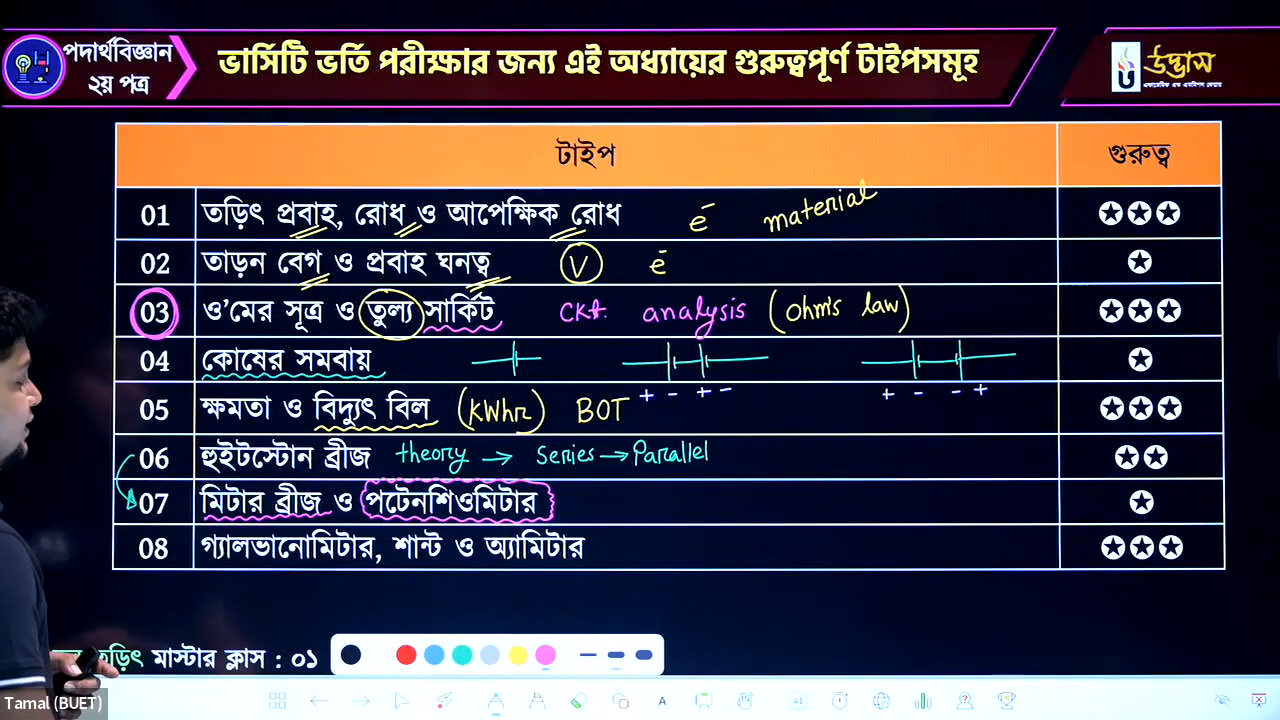 পদার্থবিজ্ঞান
২য় পত্র
ভার্সিটি ভর্তি পরীক্ষার জন্য এই অধ্যায়ের গুরুত্বপূর্ণ টাইপসমূহ
উদ্ভাস
টাইপ গুরুত্ব
01 তড়িৎ প্রবাহ, রোধ ও আপেক্ষিক রোধ e⁻ material
02 তাড়ন বেগ ও প্রবাহ ঘনত্ব V e⁻
03 ও’মের সূত্র ও তুল্য সার্কিট CKt. analysis (ohm's law)
04 কোষের সমবায়
+ - + - + - - +
05 ক্ষমতা ও বিদ্যুৎ বিল (KWhr) BOT
06 হুইটস্টোন ব্রীজ theory → Series → Parallel
07 মিটার ব্রীজ ও পটেনশিওমিটার
08 গ্যালভানোমিটার, শান্ট ও অ্যামিটার
তড়িৎ মাস্টার ক্লাস : ০১
A
AI
Tamal (BUET)